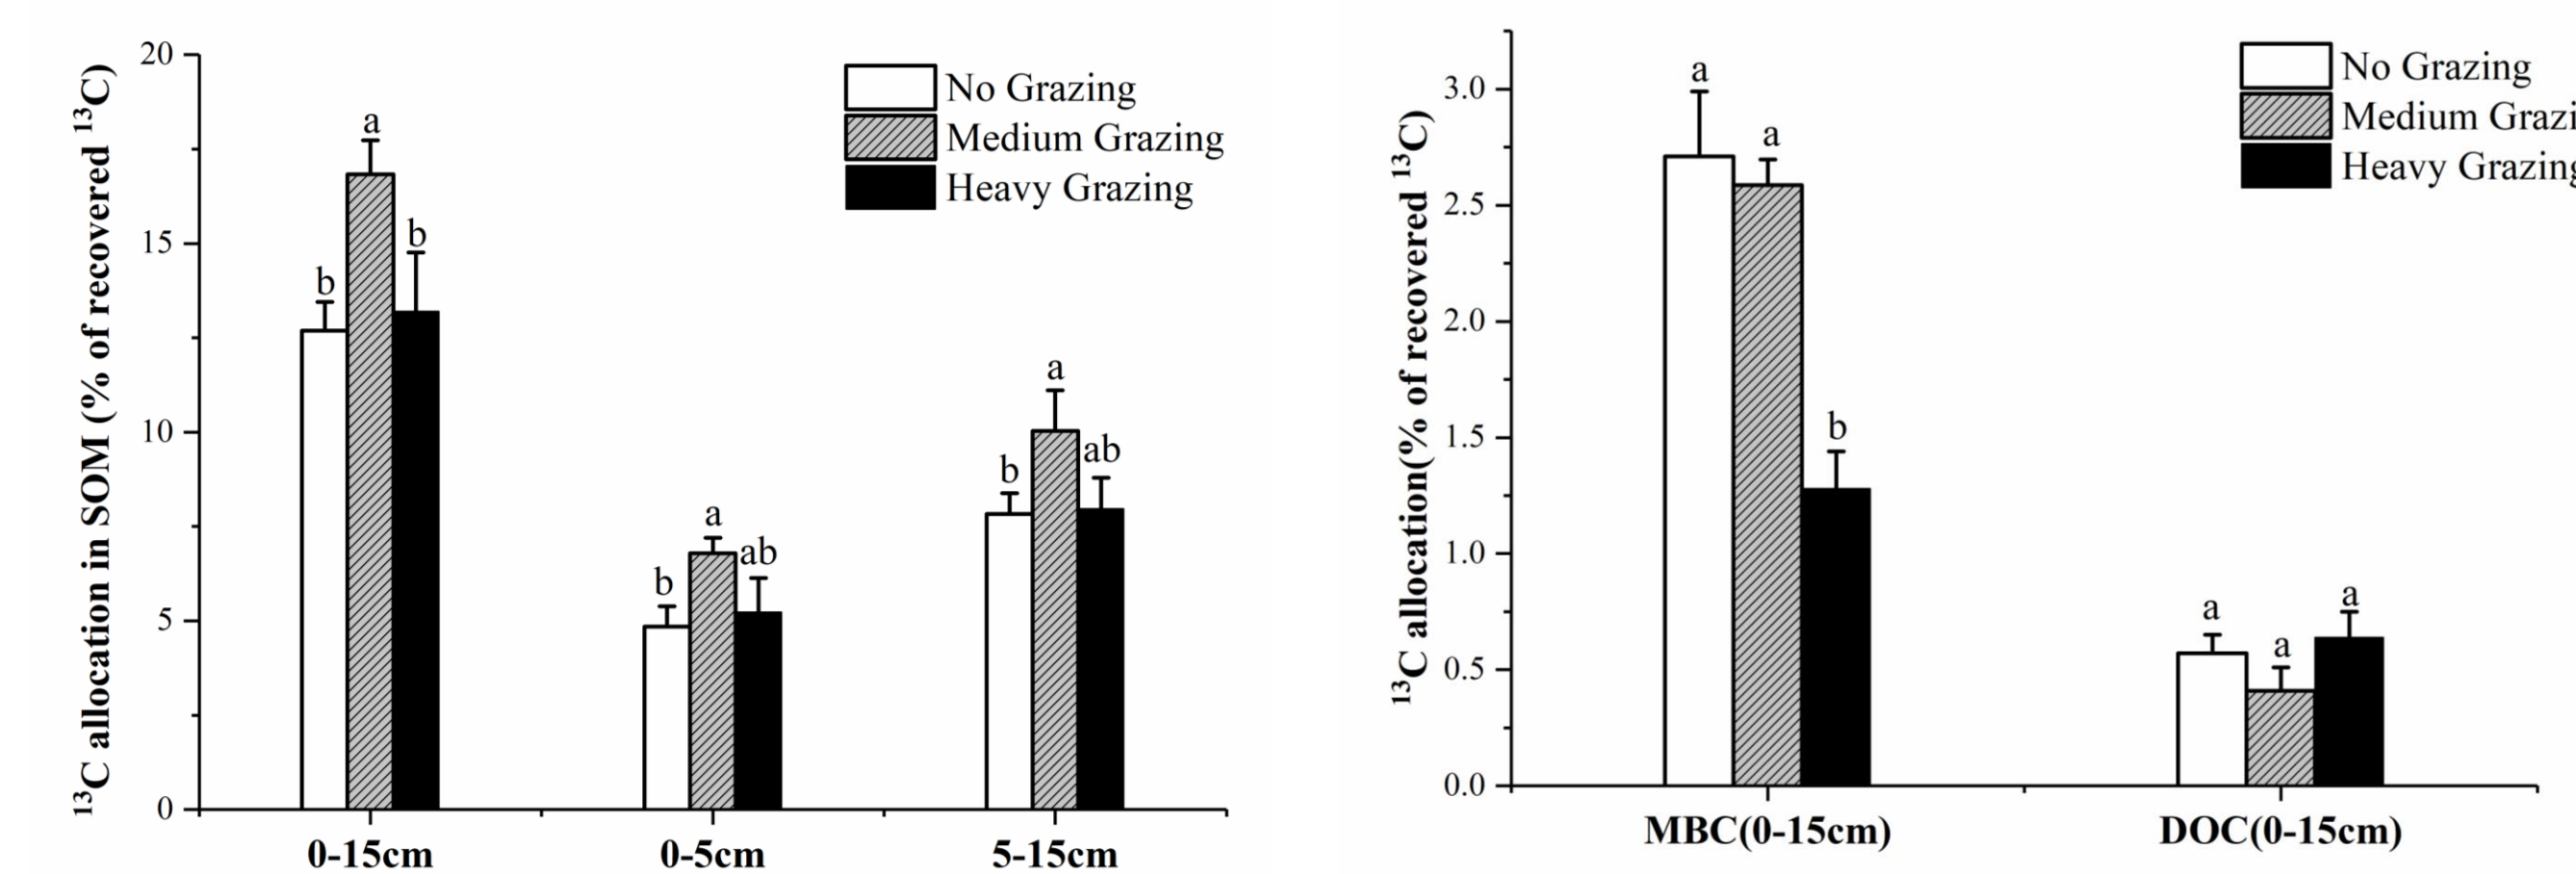 ¹³C allocation in SOM (% of recovered ¹³C)
20
15
10
5
0
No Grazing
Medium Grazing
Heavy Grazing
b
a
b
b
a
ab
b
a
ab
0-15cm
0-5cm
5-15cm
¹³C allocation(% of recovered ¹³C)
3.0
2.5
2.0
1.5
1.0
0.5
0.0
No Grazing
Medium Grazi
Heavy Grazing
a
a
b
a
a
a
MBC(0-15cm)
DOC(0-15cm)